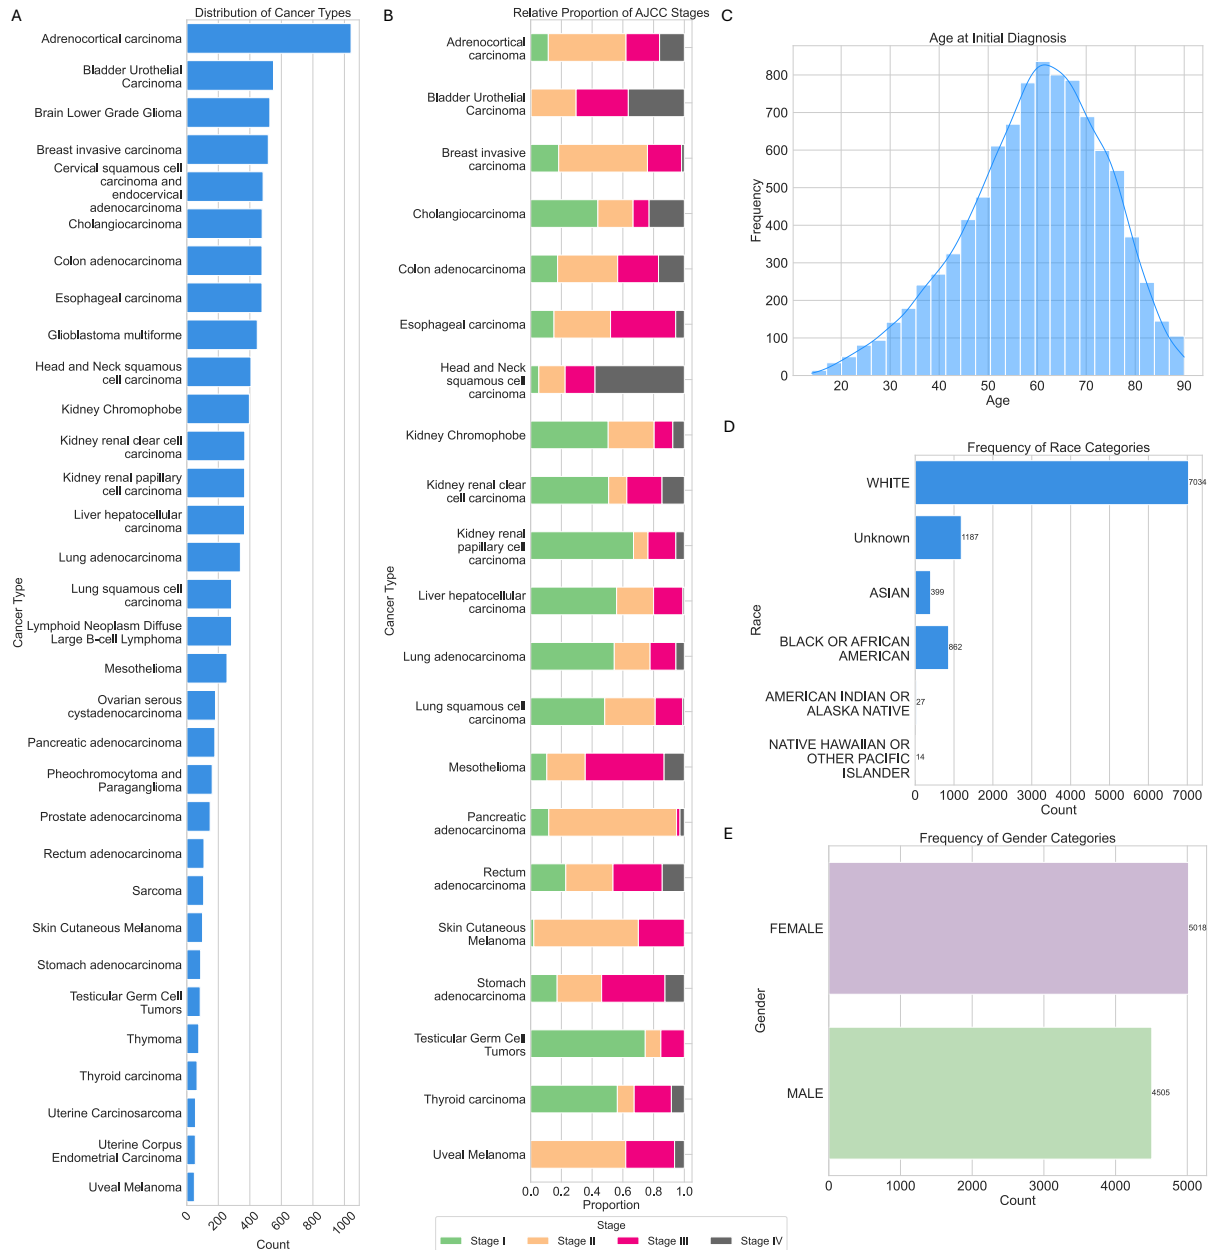 A
Distribution of Cancer Types
Adrenocortical carcinoma
Bladder Urothelial
Carcinoma
Brain Lower Grade Glioma
Breast invasive carcinoma
Cervical squamous cell
carcinoma and
endocervical
adenocarcinoma
Cholangiocarcinoma
Colon adenocarcinoma
Esophageal carcinoma
Glioblastoma multiforme
Head and Neck squamous
cell carcinoma
Kidney Chromophobe
Kidney renal clear cell
carcinoma
Kidney renal papillary
cell carcinoma
Liver hepatocellular
carcinoma
Lung adenocarcinoma
Lung squamous cell
carcinoma
Lymphoid Neoplasm Diffuse
Large B-cell Lymphoma
Mesothelioma
Ovarian serous
cystadenocarcinoma
Pancreatic adenocarcinoma
Pheochromocytoma and
Paraganglioma
Prostate adenocarcinoma
Rectum adenocarcinoma
Sarcoma
Skin Cutaneous Melanoma
Stomach adenocarcinoma
Testicular Germ Cell
Tumors
Thymoma
Thyroid carcinoma
Uterine Carcinosarcoma
Uterine Corpus
Endometrial Carcinoma
Uveal Melanoma
Cancer Type
0 200 400 600 800 1000
Count
B
Relative Proportion of AJCC Stages
Adrenocortical
carcinoma
Bladder Urothelial
Carcinoma
Breast invasive
carcinoma
Cholangiocarcinoma
Colon adenocarcinoma
Esophageal carcinoma
Head and Neck
squamous cell
carcinoma
Kidney Chromophobe
Kidney renal clear
cell carcinoma
Kidney renal
papillary cell
carcinoma
Liver hepatocellular
carcinoma
Lung adenocarcinoma
Lung squamous cell
carcinoma
Mesothelioma
Pancreatic
adenocarcinoma
Rectum
adenocarcinoma
Skin Cutaneous
Melanoma
Stomach
adenocarcinoma
Testicular Germ Cell
Tumors
Thyroid carcinoma
Uveal Melanoma
Cancer Type
0.0 0.2 0.4 0.6 0.8 1.0
Proportion
Stage
Stage I Stage II Stage III Stage IV
C
Age at Initial Diagnosis
800
700
600
500
400
300
200
100
0
Frequency
20 30 40 50 60 70 80 90
Age
D
Frequency of Race Categories
WHITE
7034
Unknown
1187
ASIAN
399
BLACK OR AFRICAN
AMERICAN
862
AMERICAN INDIAN OR
ALASKA NATIVE
27
NATIVE HAWAIIAN OR
OTHER PACIFIC
ISLANDER
14
Race
0 1000 2000 3000 4000 5000 6000 7000
Count
E
Frequency of Gender Categories
FEMALE
5018
MALE
4505
Gender
0 1000 2000 3000 4000 5000
Count